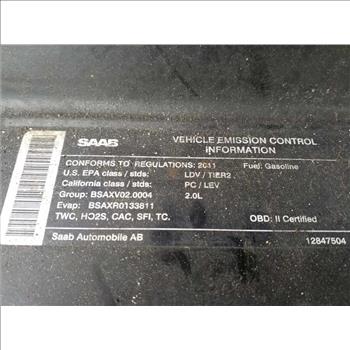 SAAB VEHICLE EMISSION CONTROL
INFORMATION
CONFORMS TO REGULATIONS: 2011 Fuel: Gasoline
U.S. EPA class / stds: LDV / TIER2
California class / stds: PC / LEV
Group: BSAXV02.0004 2.0L
Evap: BSAXR0133811
TWC, HO2S, CAC, SFI, TC. OBD: II Certified
Saab Automobile AB 12847504